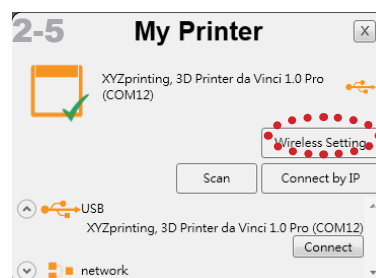 2-5
My Printer
X
XYZprinting, 3D Printer da Vinci 1.0 Pro
(COM12)
Wireless Setting
Scan
Connect by IP
USB
XYZprinting, 3D Printer da Vinci 1.0 Pro (COM12)
Connect
network